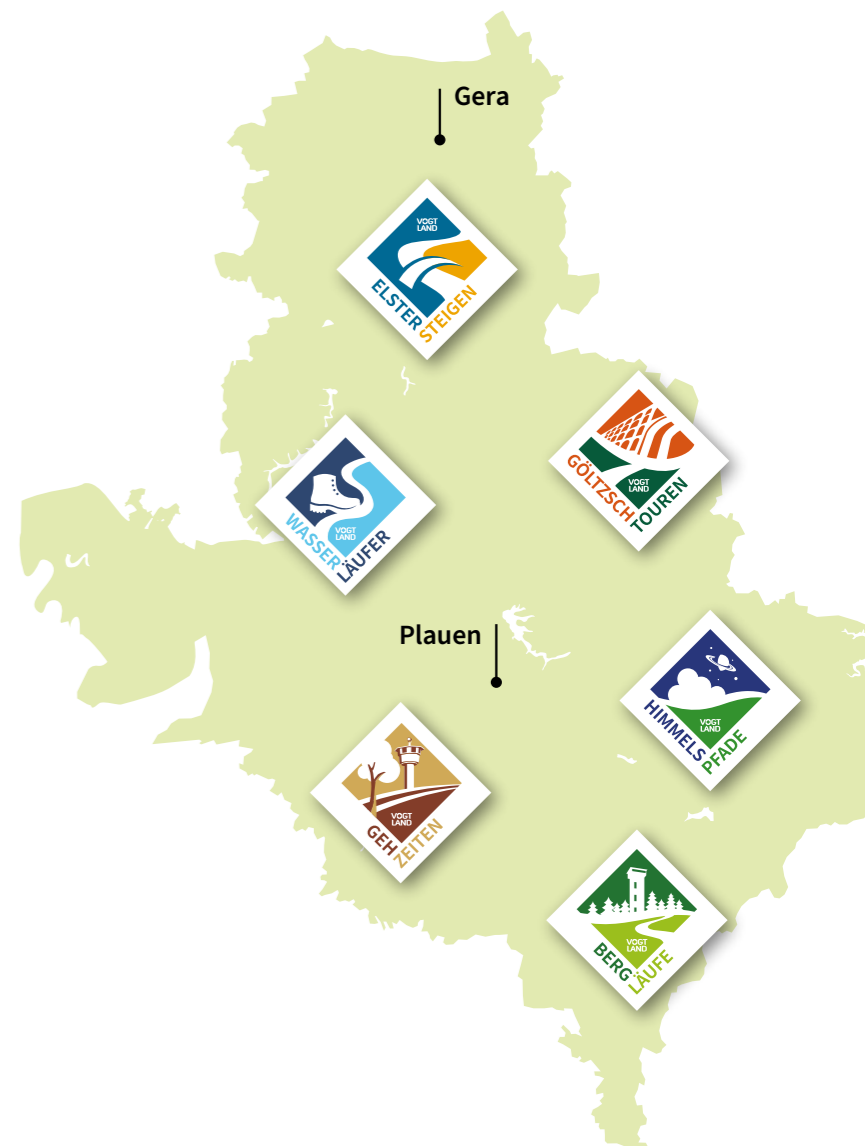 Gera
VOGT
LAND
ELSTER
STEIGEN
VOGT
LAND
GÖLTZSCH
TOUREN
VOGT
LAND
WASSER
LÄUFER
Plauen
VOGT
LAND
HIMMELS
PFADE
VOGT
LAND
GEH
ZEITEN
VOGT
LAND
BERG
LÄUFE